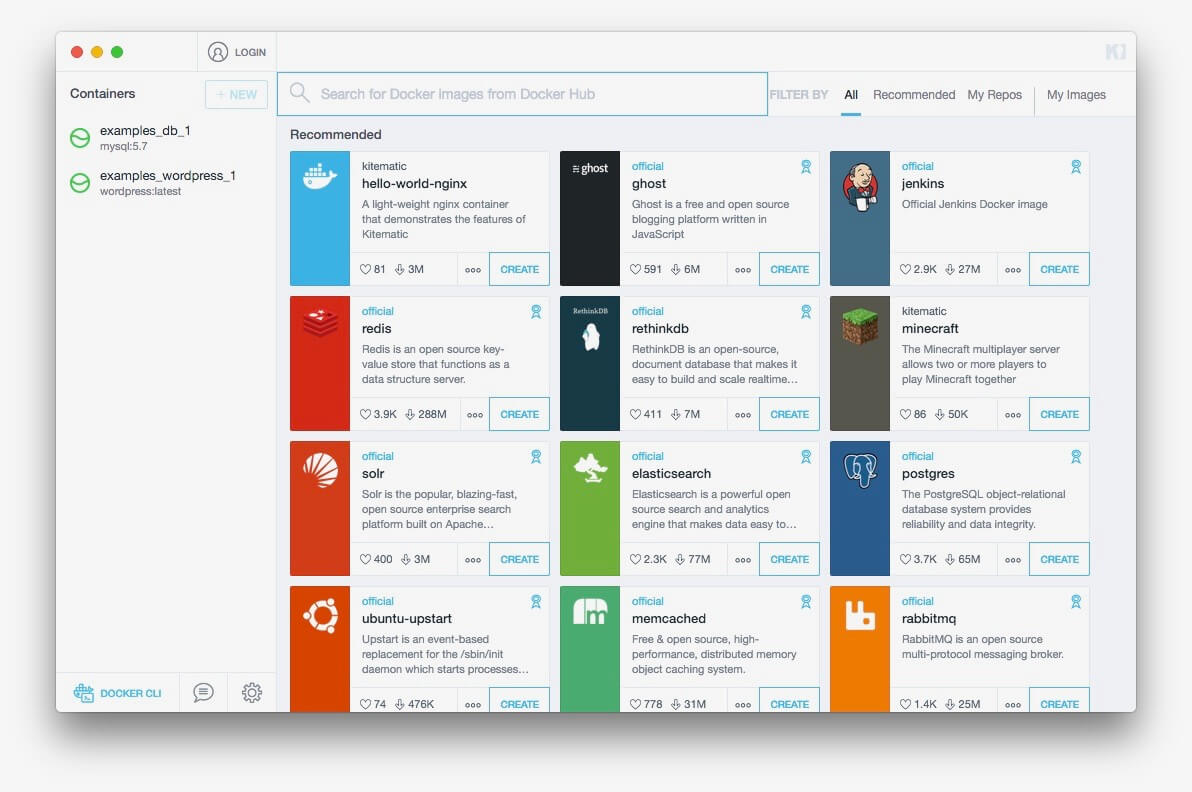 LOGIN
Containers
+ NEW
examples_db_1
mysql:5.7
examples_wordpress_1
wordpress:latest
DOCKER CLI
Search for Docker images from Docker Hub
FILTER BY All Recommended My Repos My Images
Recommended
kitematic
hello-world-nginx
A light-weight nginx container
that demonstrates the features of
Kitematic
81 3M
CREATE
ghost
official
ghost
Ghost is a free and open source
blogging platform written in
JavaScript
591 6M
CREATE
official
jenkins
Official Jenkins Docker image
2.9K 27M
CREATE
official
redis
Redis is an open source key-
value store that functions as a
data structure server.
3.9K 288M
CREATE
RethinkDB
official
rethinkdb
RethinkDB is an open-source,
document database that makes it
easy to build and scale realtime...
411 7M
CREATE
kitematic
minecraft
The Minecraft multiplayer server
allows two or more players to
play Minecraft together
86 50K
CREATE
official
solr
Solr is the popular, blazing-fast,
open source enterprise search
platform built on Apache...
400 3M
CREATE
official
elasticsearch
Elasticsearch is a powerful open
source search and analytics
engine that makes data easy to...
2.3K 77M
CREATE
official
postgres
The PostgreSQL object-relational
database system provides
reliability and data integrity.
3.7K 65M
CREATE
official
ubuntu-upstart
Upstart is an event-based
replacement for the /sbin/init
daemon which starts processes...
74 476K
CREATE
official
memcached
Free & open source, high-
performance, distributed memory
object caching system.
778 31M
CREATE
official
rabbitmq
RabbitMQ is an open source
multi-protocol messaging broker.
1.4K 25M
CREATE